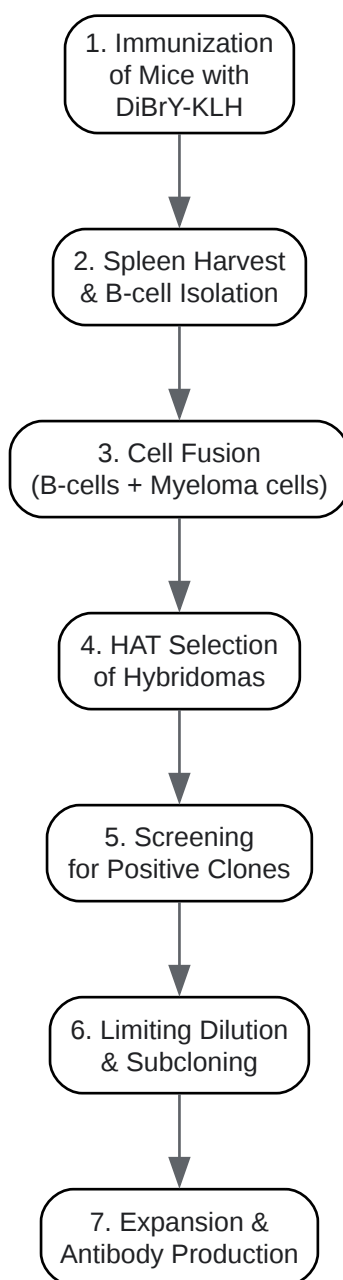 1. Immunization
of Mice with
DiBrY-KLH
2. Spleen Harvest
& B-cell Isolation
3. Cell Fusion
(B-cells + Myeloma cells)
4. HAT Selection
of Hybridomas
5. Screening
for Positive Clones
6. Limiting Dilution
& Subcloning
7. Expansion &
Antibody Production